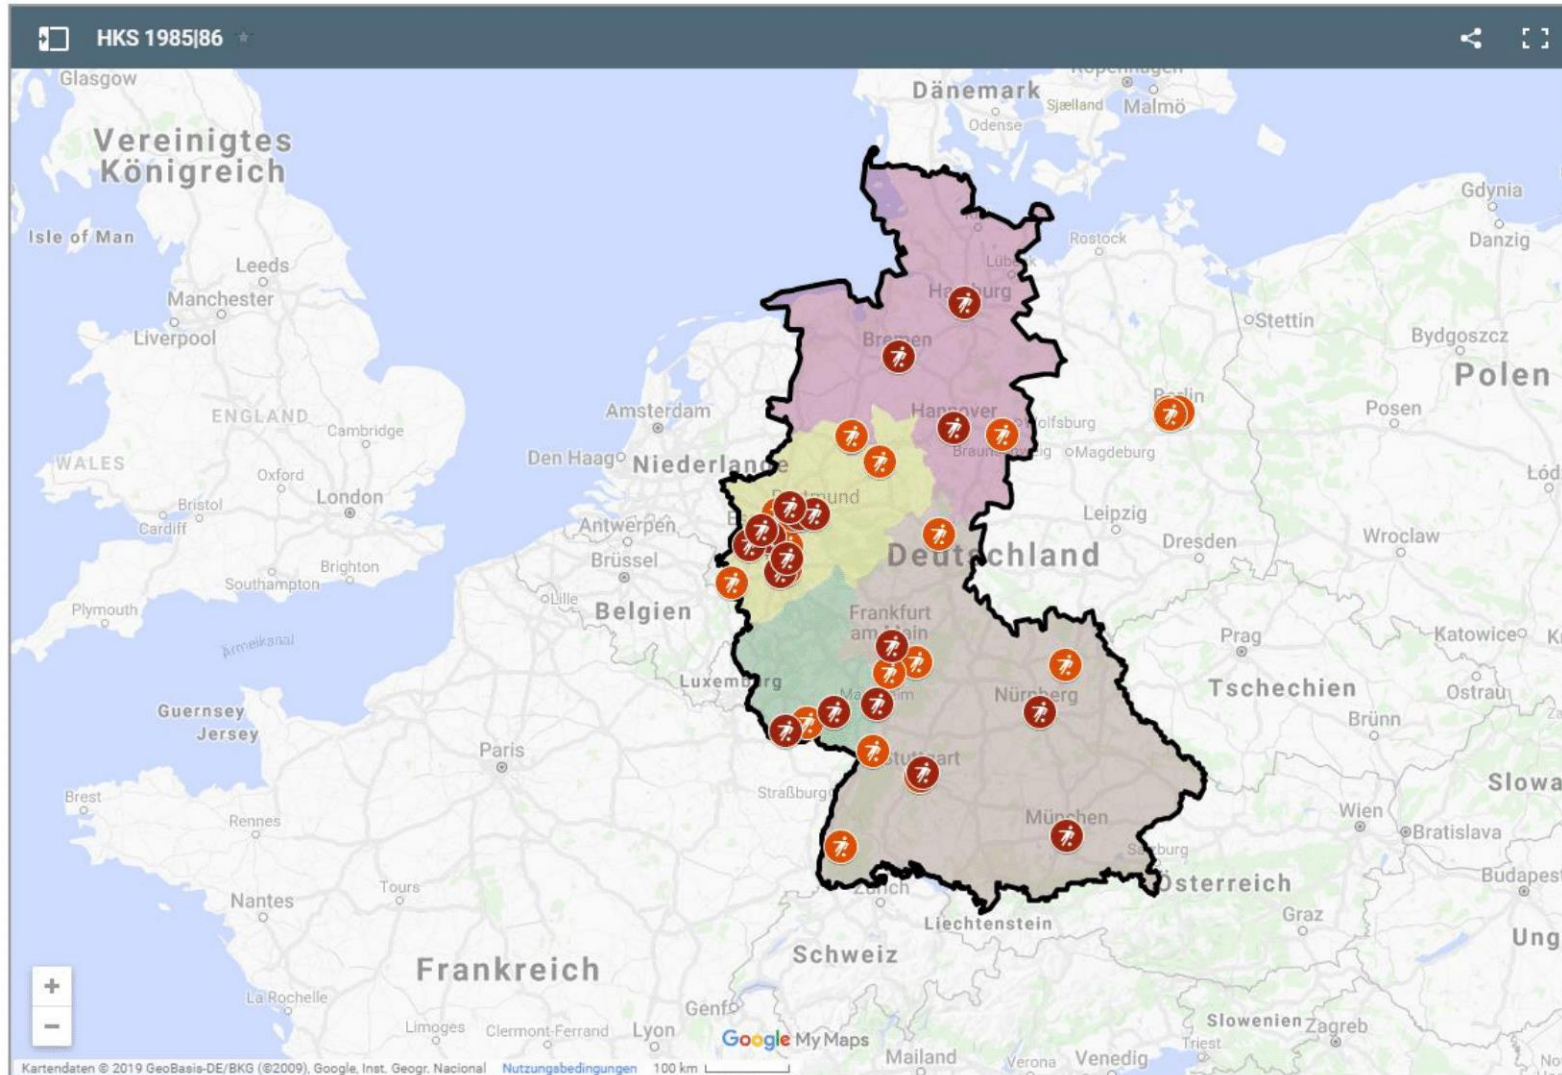 HKS 1985|86
Glasgow
Kopenhagen
Dänemark
Sjælland
Malmö
Odense
Vereinigtes
Königreich
Gdynia
Isle of Man
Rostock
Danzig
Leeds
Lübeck
Manchester
Hamburg
Stettin
Liverpool
Bremen
Bydgoszcz
Polen
Berlin
Amsterdam
Hannover
Posen
ENGLAND
Wolfsburg
Cambridge
Braunschweig
Magdeburg
WALES
Den Haag
Niederlande
Oxford
London
Dortmund
Bristol
Cardiff
Antwerpen
Leipzig
Wroclaw
Deutschland
Dresden
Brüssel
Brighton
Southampton
Lille
Belgien
Plymouth
Frankfurt
am Main
Ärmelkanal
Prag
Katowice
Luxemburg
Mannheim
Nürnberg
Tschechien
Ostrau
Guernsey
Jersey
Brünn
Paris
Stuttgart
Slowa
Brest
Straßburg
Rennes
München
Wien
Bratislava
Salzburg
Budapest
Tours
Zürich
Österreich
Nantes
Liechtenstein
Graz
Schweiz
Ung
Frankreich
La Rochelle
Genf
Limoges
Clermont-Ferrand
Lyon
Google My Maps
Slowenien
Zagreb
Triest
Mailand
Verona
Venedig
Kartendaten © 2019 GeoBasis-DE/BKG (©2009), Google, Inst. Geogr. Nacional
Nutzungsbedingungen
100 km